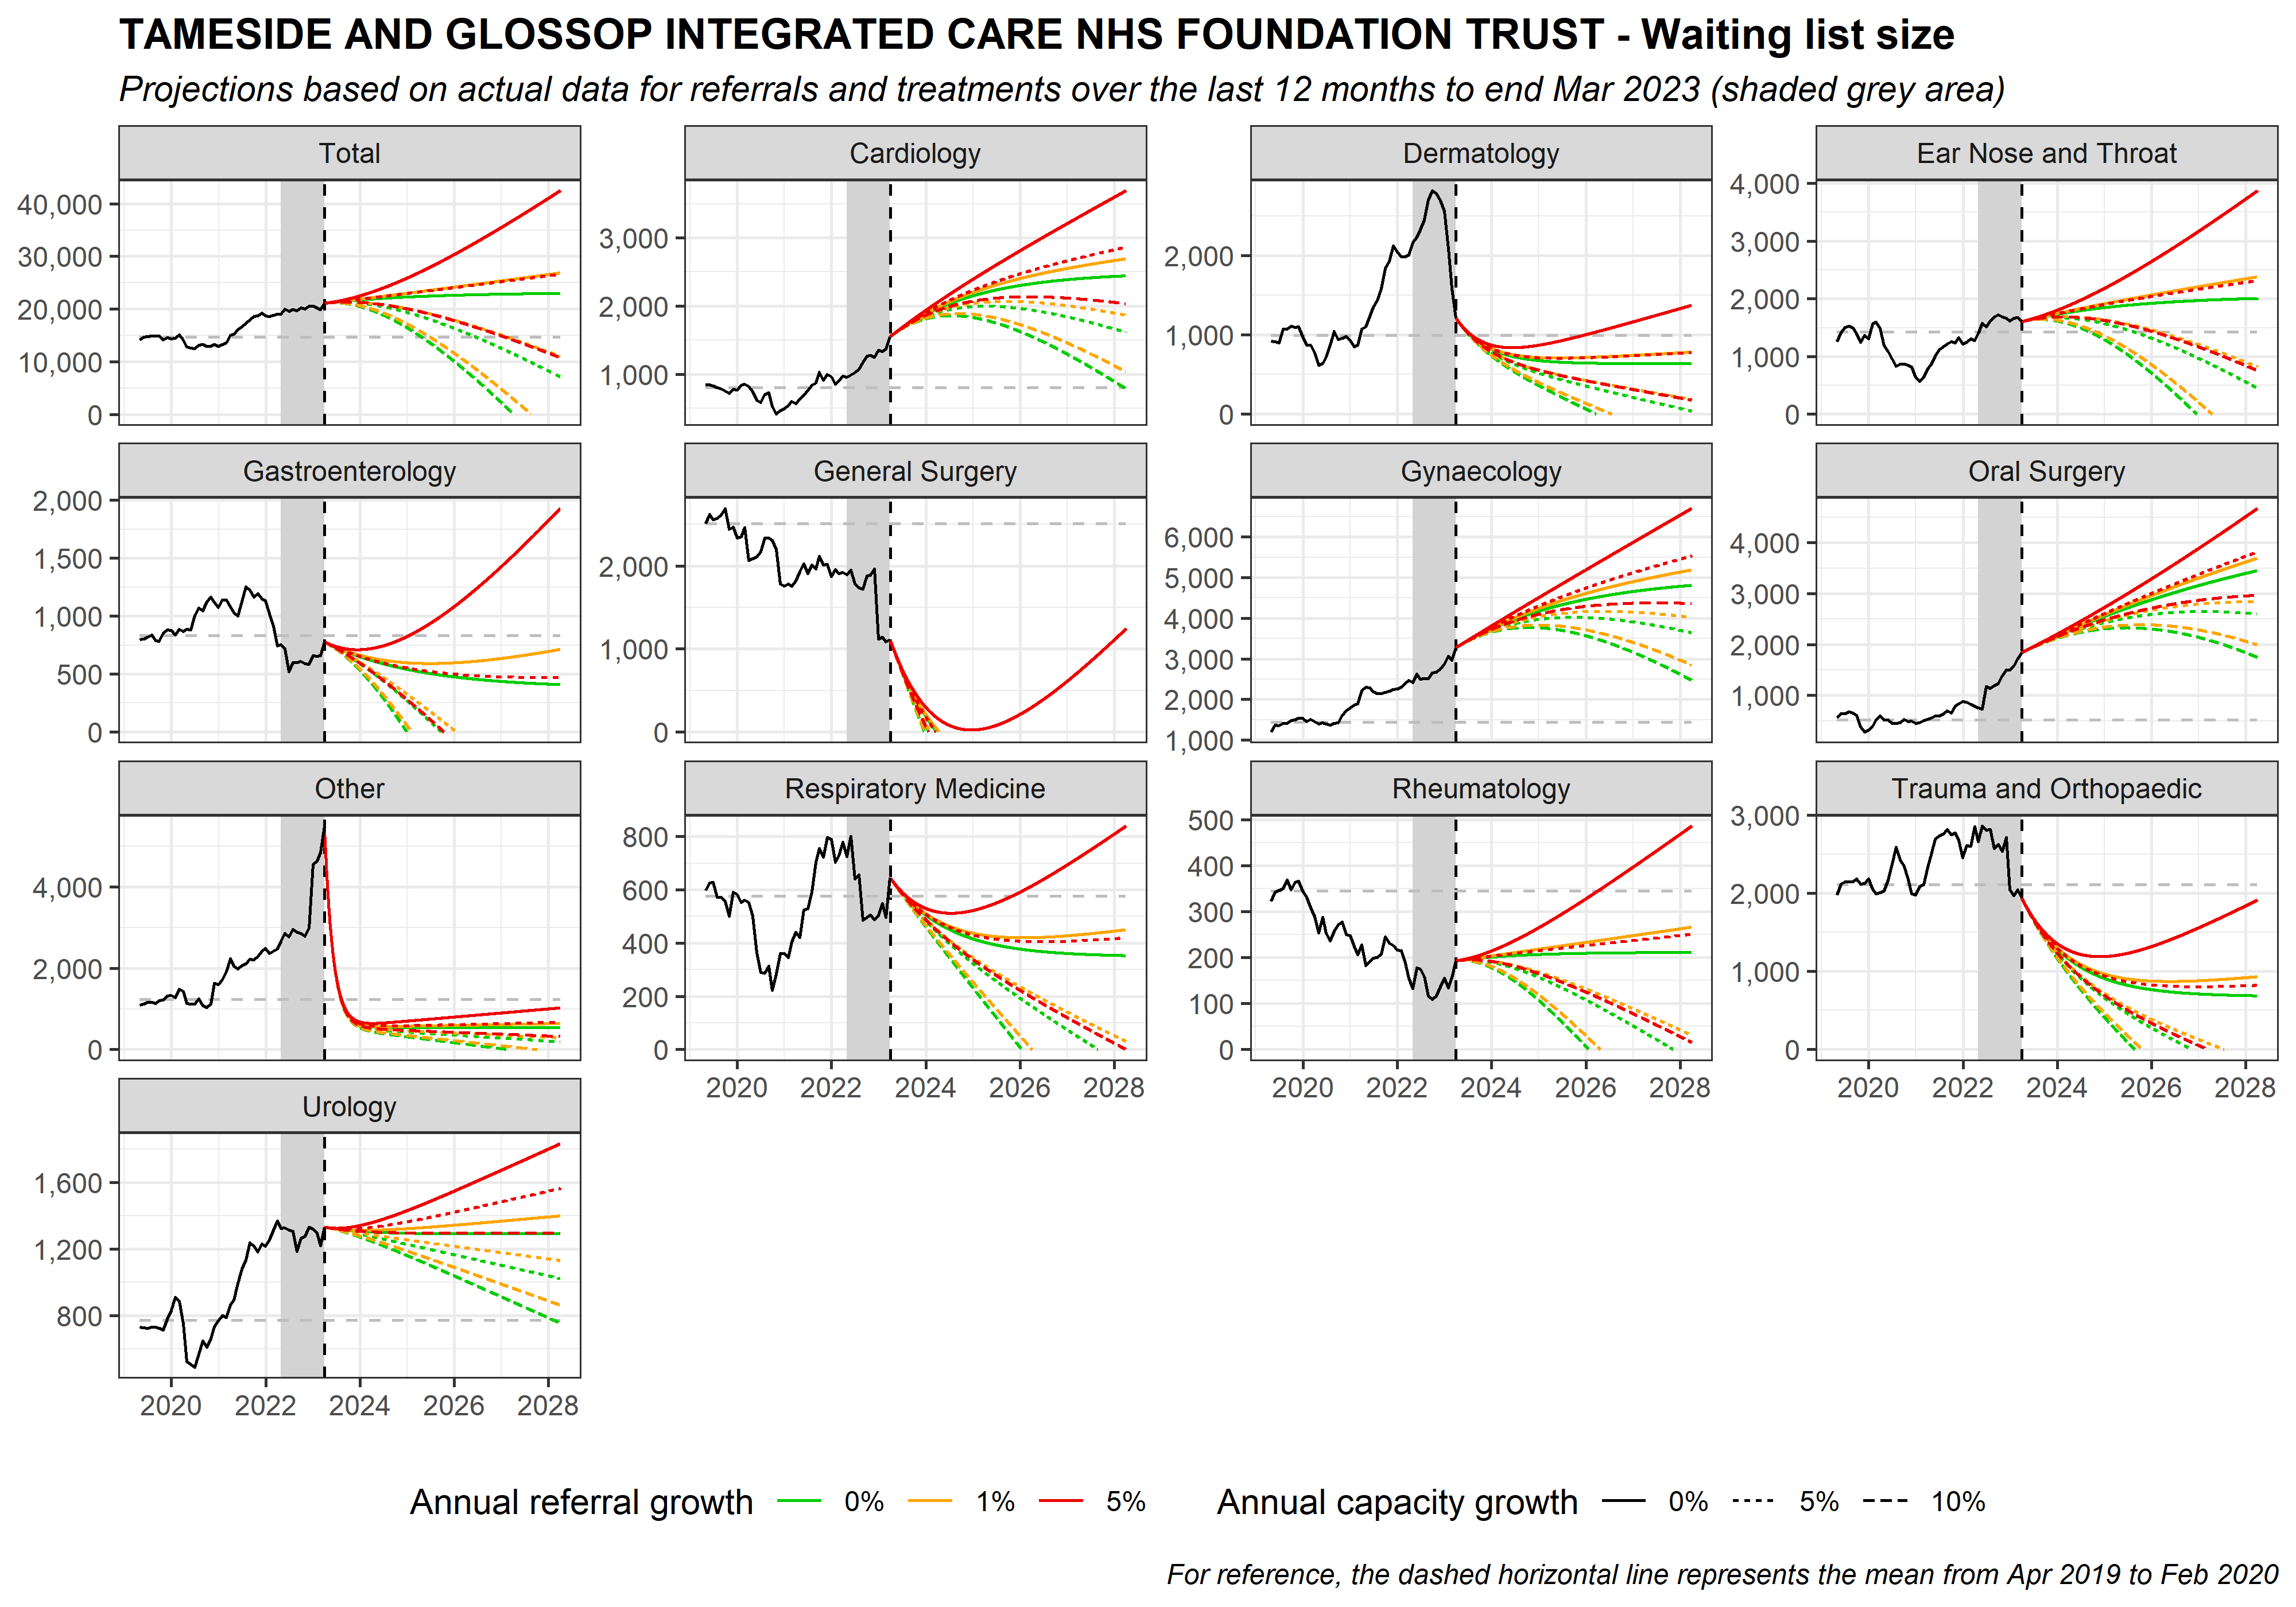 TAMESIDE AND GLOSSOP INTEGRATED CARE NHS FOUNDATION TRUST - Waiting list size
Projections based on actual data for referrals and treatments over the last 12 months to end Mar 2023 (shaded grey area)
Total
40,000
30,000
20,000
10,000
0
Cardiology
3,000
2,000
1,000
Dermatology
2,000
1,000
0
Ear Nose and Throat
4,000
3,000
2,000
1,000
0
Gastroenterology
2,000
1,500
1,000
500
0
General Surgery
2,000
1,000
0
Gynaecology
6,000
5,000
4,000
3,000
2,000
1,000
Oral Surgery
4,000
3,000
2,000
1,000
Other
4,000
2,000
0
Respiratory Medicine
800
600
400
200
0
2020 2022 2024 2026 2028
Rheumatology
500
400
300
200
100
0
2020 2022 2024 2026 2028
Trauma and Orthopaedic
3,000
2,000
1,000
0
2020 2022 2024 2026 2028
Urology
1,600
1,200
800
2020 2022 2024 2026 2028
Annual referral growth 0% 1% 5% Annual capacity growth 0% 5% 10%
For reference, the dashed horizontal line represents the mean from Apr 2019 to Feb 2020